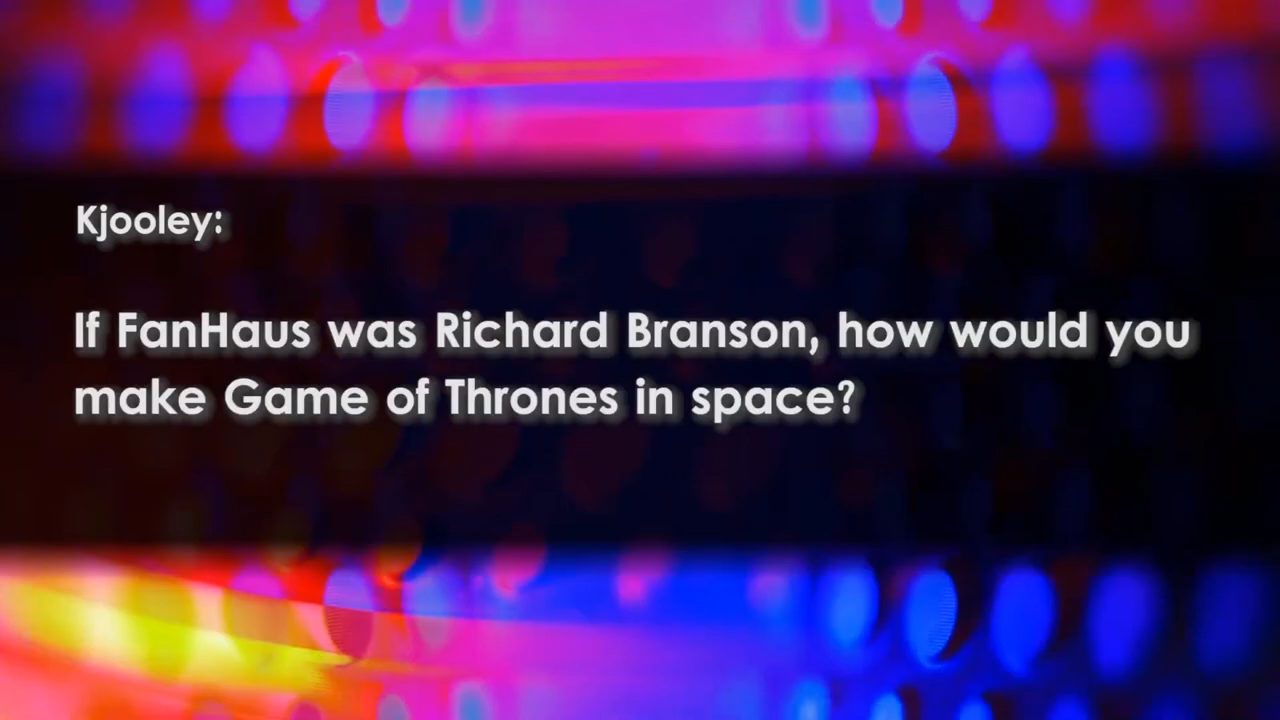 Kjooley:
If FanHaus was Richard Branson, how would you
make Game of Thrones in space?